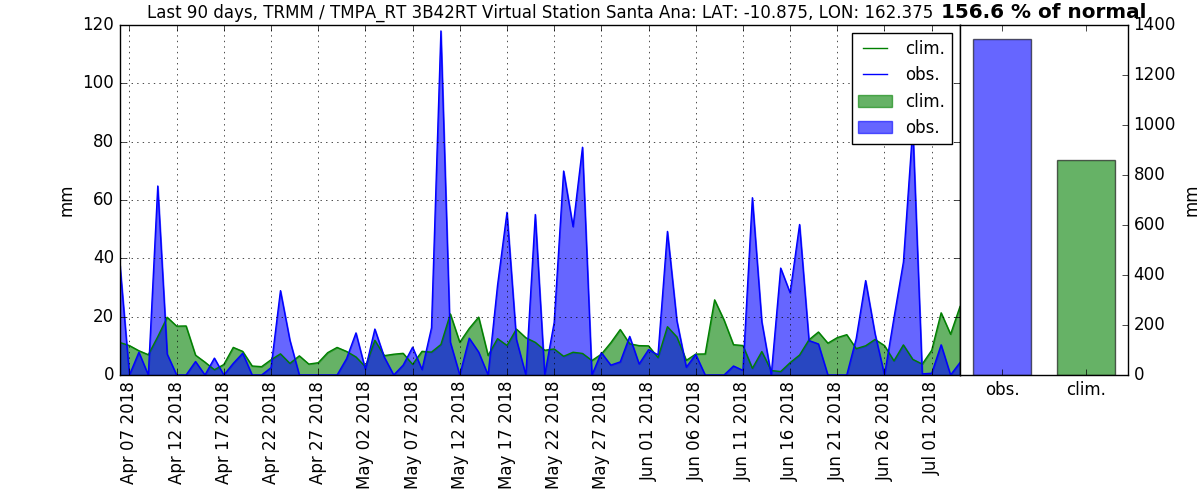 Last 90 days, TRMM / TMPA_RT 3B42RT Virtual Station Santa Ana: LAT: -10.875, LON: 162.375 156.6 % of normal
120
100
80
60
40
20
0
mm
clim.
obs.
clim.
obs.
1400
1200
1000
800
600
400
200
0
mm
obs. clim.
Apr 07 2018
Apr 12 2018
Apr 17 2018
Apr 22 2018
Apr 27 2018
May 02 2018
May 07 2018
May 12 2018
May 17 2018
May 22 2018
May 27 2018
Jun 01 2018
Jun 06 2018
Jun 11 2018
Jun 16 2018
Jun 21 2018
Jun 26 2018
Jul 01 2018